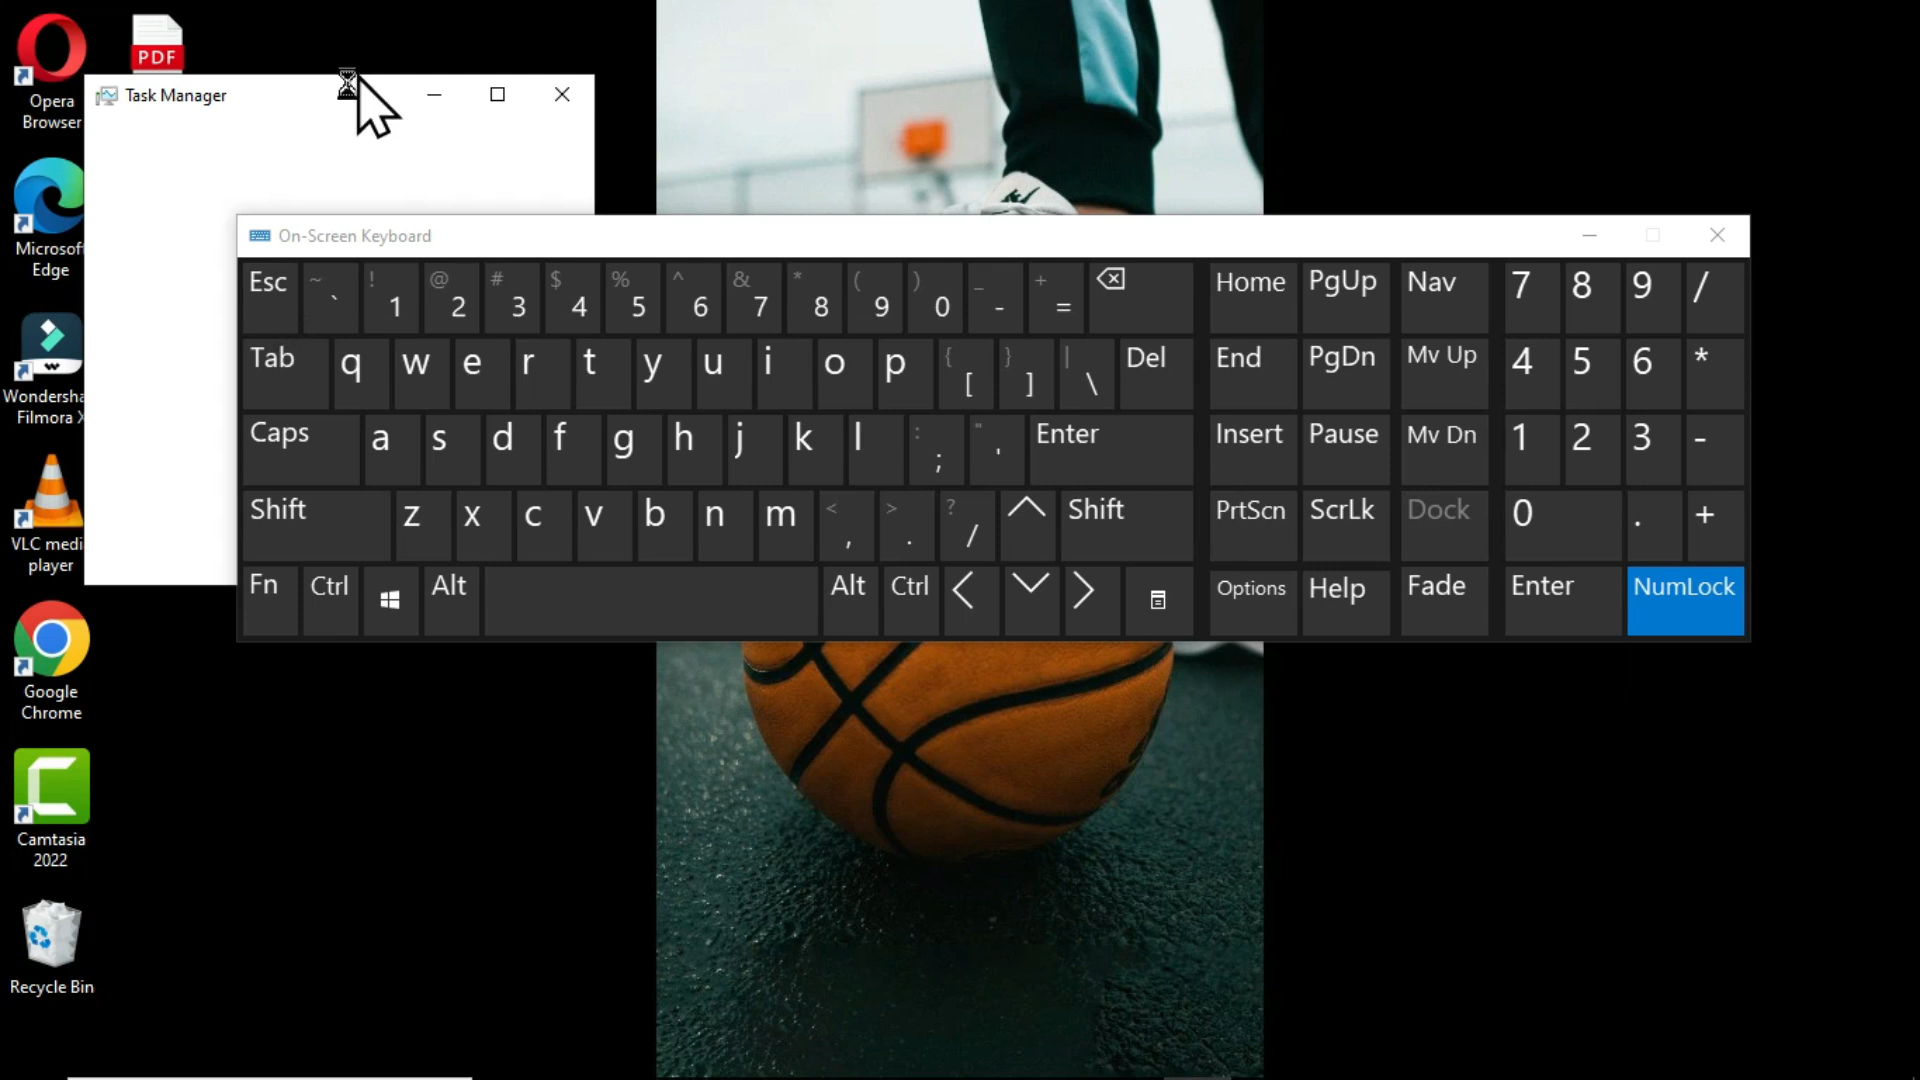 PDF
Opera
Browser
Task Manager
Microsoft
Edge
Wondersha
Filmora X
VLC medi
player
Google
Chrome
Camtasia
2022
Recycle Bin
On-Screen Keyboard
Esc ~ ` ! 1 @ 2 # 3 $ 4 % 5 ^ 6 & 7 * 8 ( 9 ) 0 _ - + = Home PgUp Nav 7 8 9 /
Tab q w e r t y u i o p { [ } ] | \ Del End PgDn Mv Up 4 5 6 *
Caps a s d f g h j k l : ; " ' Enter Insert Pause Mv Dn 1 2 3 -
Shift z x c v b n m < , > . ? / Shift PrtScn ScrLk Dock 0 . +
Fn Ctrl Alt Alt Ctrl Options Help Fade Enter NumLock